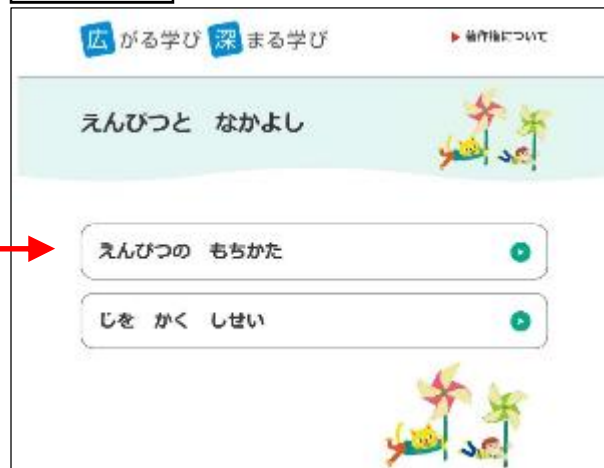 広がる学び 深まる学び
▶ 著作権について
えんぴつと なかよし
えんぴつの もちかた
じを かく しせい